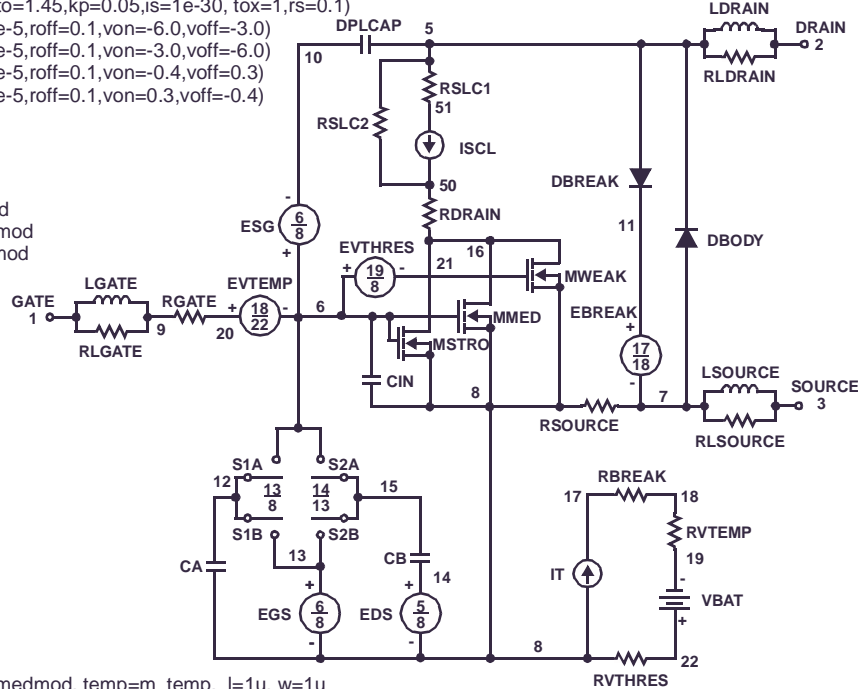 to=1.45,kp=0.05,is=1e-30, tox=1,rs=0.1)
e-5,roff=0.1,von=-6.0,voff=-3.0)
e-5,roff=0.1,von=-3.0,voff=-6.0)
e-5,roff=0.1,von=-0.4,voff=0.3)
e-5,roff=0.1,von=0.3,voff=-0.4)
d
mod
mod
LDRAIN
DPLCAP 5 DRAIN
10 2
RLDRAIN
RSLC1
51
RSLC2
ISCL
50
DBREAK
RDRAIN
11
DBODY
-
ESG 6/8
+
EVTHRES 16
+ 19/8 - 21
MWEAK
LGATE EVTEMP
GATE RGATE + 18/22 - 6
1 9 20
RLGATE
MMED
MSTRO
EBREAK +
17/18
-
CIN
LSOURCE
8 7 SOURCE
3
RSOURCE
RLSOURCE
S1A S2A
12 13/8 14/13 15
S1B S2B
13
CA CB
+ + 14
EGS 6/8 EDS 5/8
- -
RBREAK
17 18
RVTEMP
19
IT -
VBAT
+
8 22
RVTHRES
medmod, temp=m_temp, l=1u, w=1u